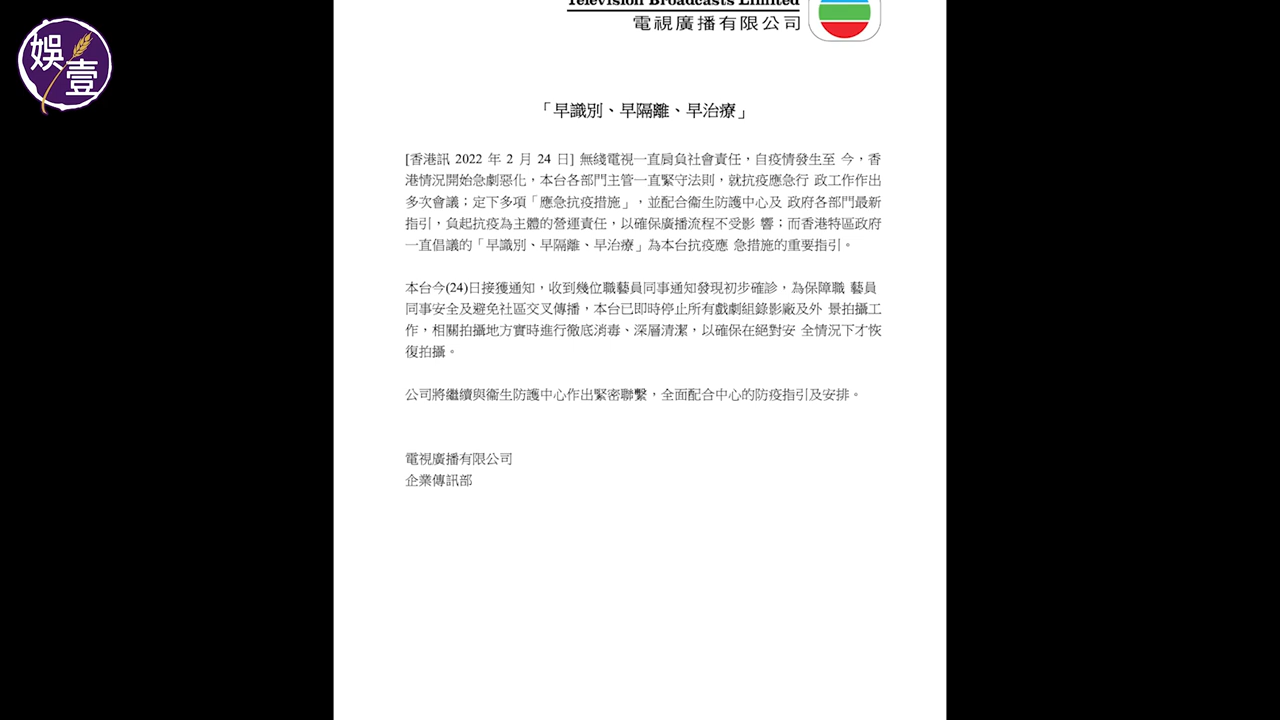 娛壹
Television Broadcasts Limited
電視廣播有限公司
「早識別、早隔離、早治療」
[香港訊 2022 年 2 月 24 日] 無綫電視一直肩負社會責任，自疫情發生至 今，香
港情況開始急劇惡化，本台各部門主管一直緊守法則，就抗疫應急行 政工作作出
多次會議；定下多項「應急抗疫措施」，並配合衞生防護中心及 政府各部門最新
指引，負起抗疫為主體的營運責任，以確保廣播流程不受影 響；而香港特區政府
一直倡議的「早識別、早隔離、早治療」為本台抗疫應 急措施的重要指引。
本台今(24)日接獲通知，收到幾位職藝員同事通知發現初步確診，為保障職 藝員
同事安全及避免社區交叉傳播，本台已即時停止所有戲劇組錄影廠及外 景拍攝工
作，相關拍攝地方實時進行徹底消毒、深層清潔，以確保在絕對安 全情況下才恢
復拍攝。
公司將繼續與衞生防護中心作出緊密聯繫，全面配合中心的防疫指引及安排。
電視廣播有限公司
企業傳訊部